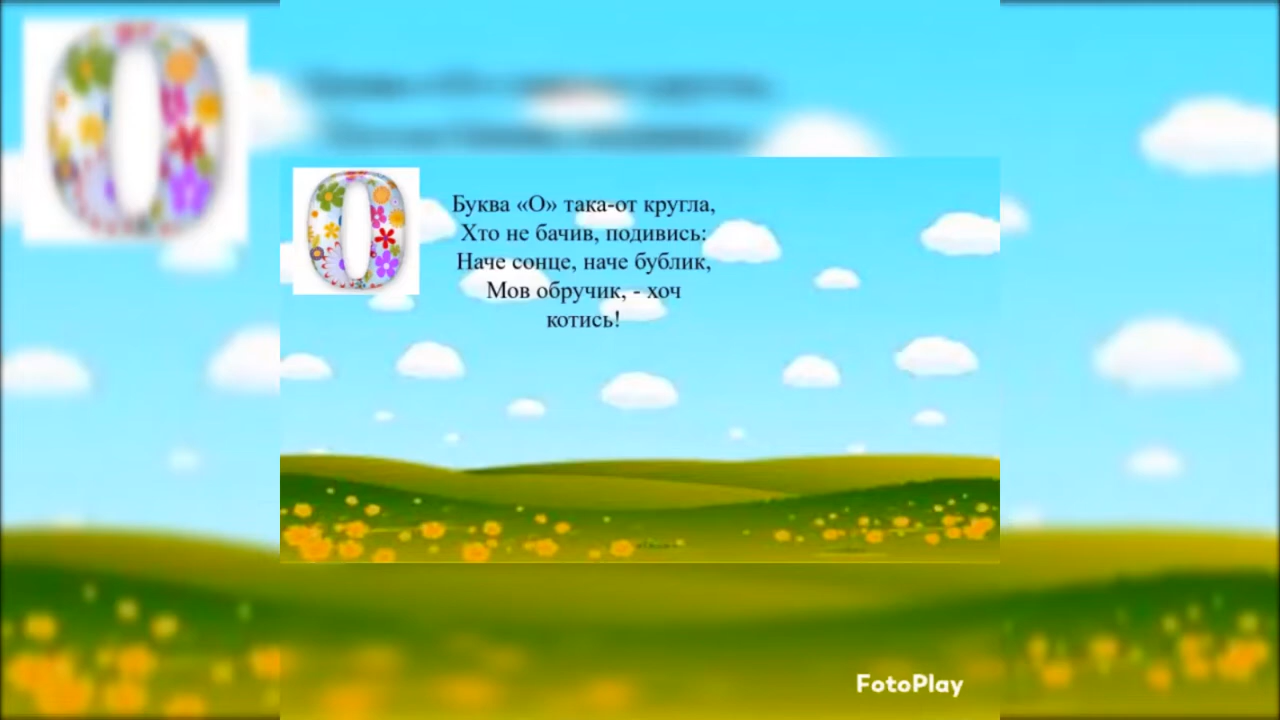 О
Буква «О» така-от кругла,
Хто не бачив, подивись:
Наче сонце, наче бублик,
Мов обручик, - хоч
котись!
FotoPlay